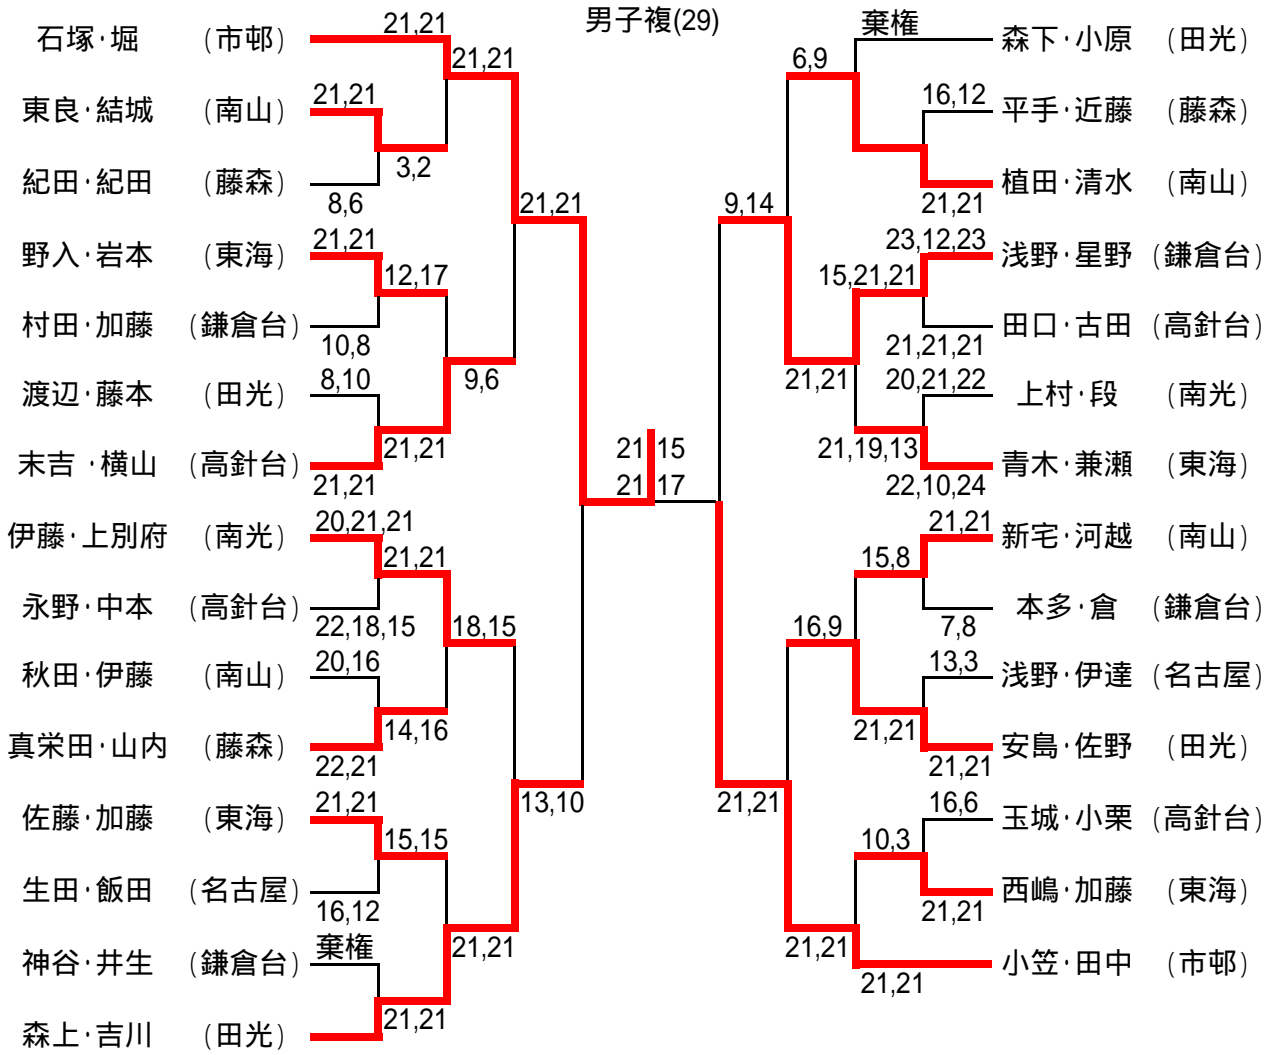 男子複(29)
石塚・堀 (市邨)
21,21
21,21
東良・結城 (南山)
21,21
3,2
紀田・紀田 (藤森)
8,6
21,21
野入・岩本 (東海)
21,21
12,17
村田・加藤 (鎌倉台)
10,8
9,6
渡辺・藤本 (田光)
8,10
21,21
末吉・横山 (高針台)
21,21
伊藤・上別府 (南光)
20,21,21
21,21
永野・中本 (高針台)
22,18,15
18,15
秋田・伊藤 (南山)
20,16
14,16
真栄田・山内 (藤森)
22,21
13,10
佐藤・加藤 (東海)
21,21
15,15
生田・飯田 (名古屋)
16,12
神谷・井生 (鎌倉台)
棄権
21,21
森上・吉川 (田光)
21,21
21 15
21 17
棄権
森下・小原 (田光)
6,9
16,12
平手・近藤 (藤森)
植田・清水 (南山)
21,21
9,14
23,12,23
浅野・星野 (鎌倉台)
15,21,21
田口・古田 (高針台)
21,21,21
21,21
20,21,22
上村・段 (南光)
21,19,13
青木・兼瀬 (東海)
22,10,24
21,21
新宅・河越 (南山)
15,8
本多・倉 (鎌倉台)
7,8
16,9
13,3
浅野・伊達 (名古屋)
21,21
安島・佐野 (田光)
21,21
21,21
16,6
玉城・小栗 (高針台)
10,3
西嶋・加藤 (東海)
21,21
21,21
小笠・田中 (市邨)
21,21